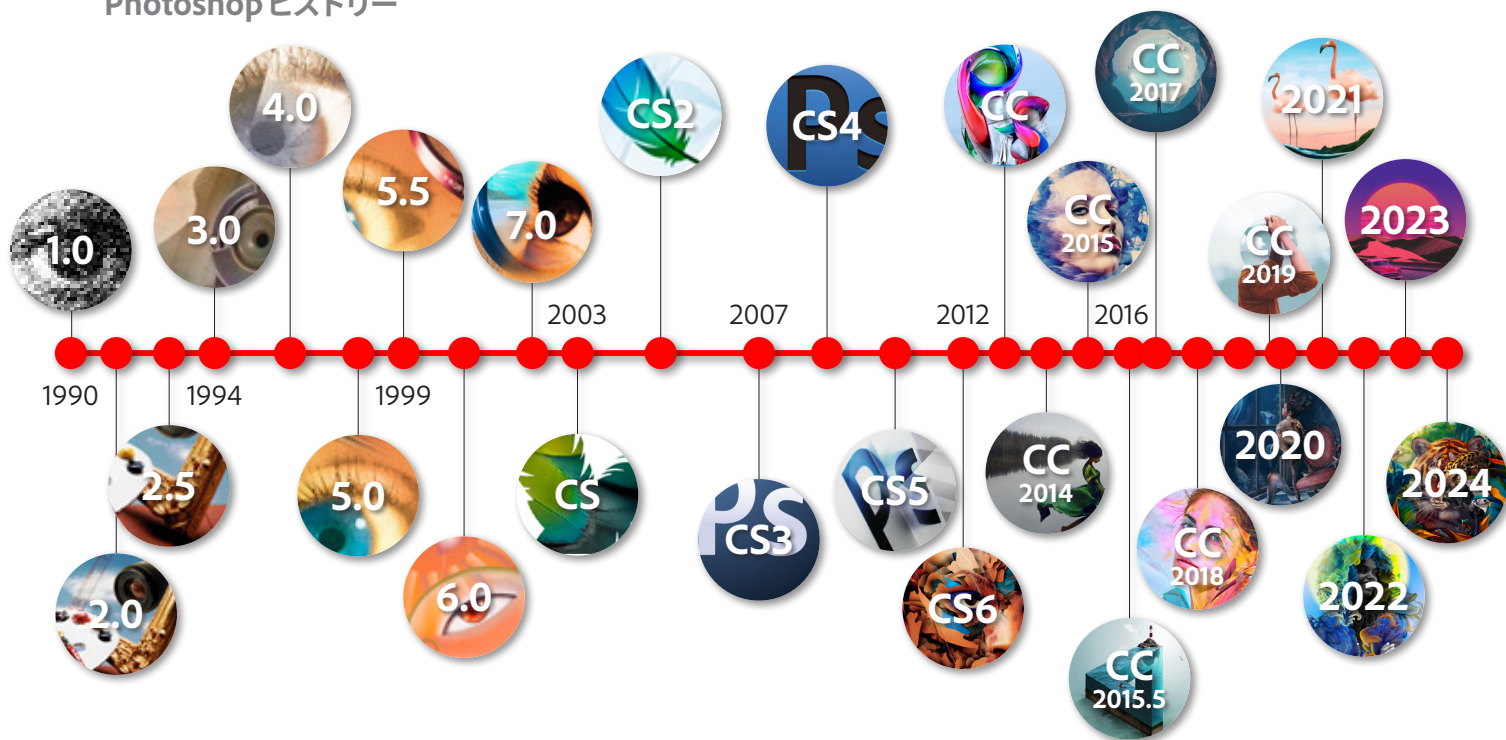 Photoshop ヒストリー
1.0
2.0
2.5
3.0
4.0
5.0
5.5
6.0
7.0
CS
CS2
CS3
CS4
CS5
CS6
CC
CC
2014
CC
2015
CC
2015.5
CC
2017
CC
2018
CC
2019
2020
2021
2022
2023
2024
1990
1994
1999
2003
2007
2012
2016